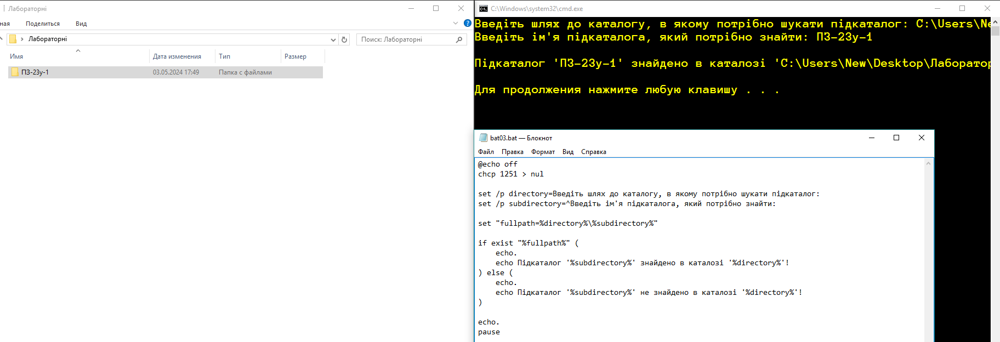 Лабораторні
ная Поделиться Вид
Лабораторні
Поиск: Лабораторні
Имя Дата изменения Тип Размер
ПЗ-23у-1 03.05.2024 17:49 Папка с файлами
C:\Windows\system32\cmd.exe
Введіть шлях до каталогу, в якому потрібно шукати підкаталог: C:\Users\Ne
Введіть ім'я підкаталога, який потрібно знайти: ПЗ-23у-1
Підкаталог 'ПЗ-23у-1' знайдено в каталозі 'C:\Users\New\Desktop\Лаборатор
Для продолжения нажмите любую клавишу . . .
bat03.bat — Блокнот
Файл Правка Формат Вид Справка
@echo off
chcp 1251 > nul
set /p directory=Введіть шлях до каталогу, в якому потрібно шукати підкаталог:
set /p subdirectory=^Введіть ім'я підкаталога, який потрібно знайти:
set "fullpath=%directory%\%subdirectory%"
if exist "%fullpath%" (
echo.
echo Підкаталог '%subdirectory%' знайдено в каталозі '%directory%'!
) else (
echo.
echo Підкаталог '%subdirectory%' не знайдено в каталозі '%directory%'!
)
echo.
pause